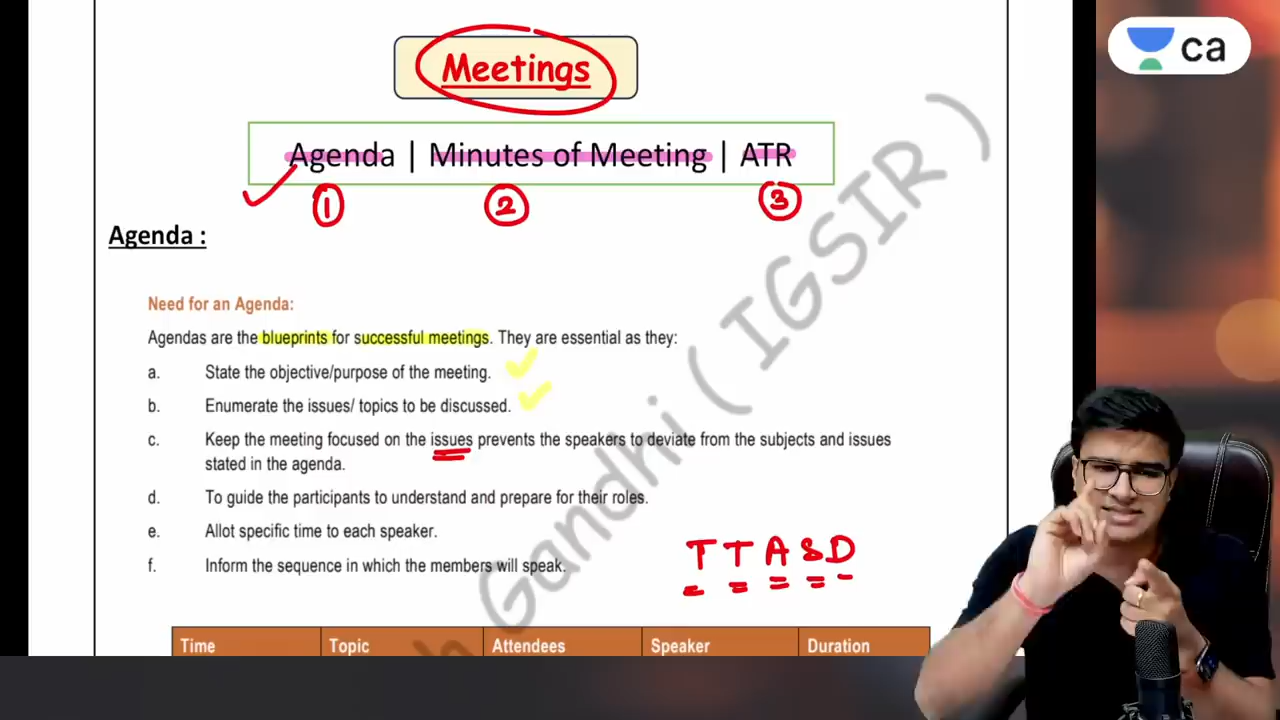 Meetings
ca
Agenda | Minutes of Meeting | ATR
1 2 3
Agenda :
Need for an Agenda:
Agendas are the blueprints for successful meetings. They are essential as they:
a. State the objective/purpose of the meeting.
b. Enumerate the issues/ topics to be discussed.
c. Keep the meeting focused on the issues prevents the speakers to deviate from the subjects and issues
stated in the agenda.
d. To guide the participants to understand and prepare for their roles.
e. Allot specific time to each speaker.
f. Inform the sequence in which the members will speak.
T T A S D
Time Topic Attendees Speaker Duration
h Gandhi ( IGSIR )